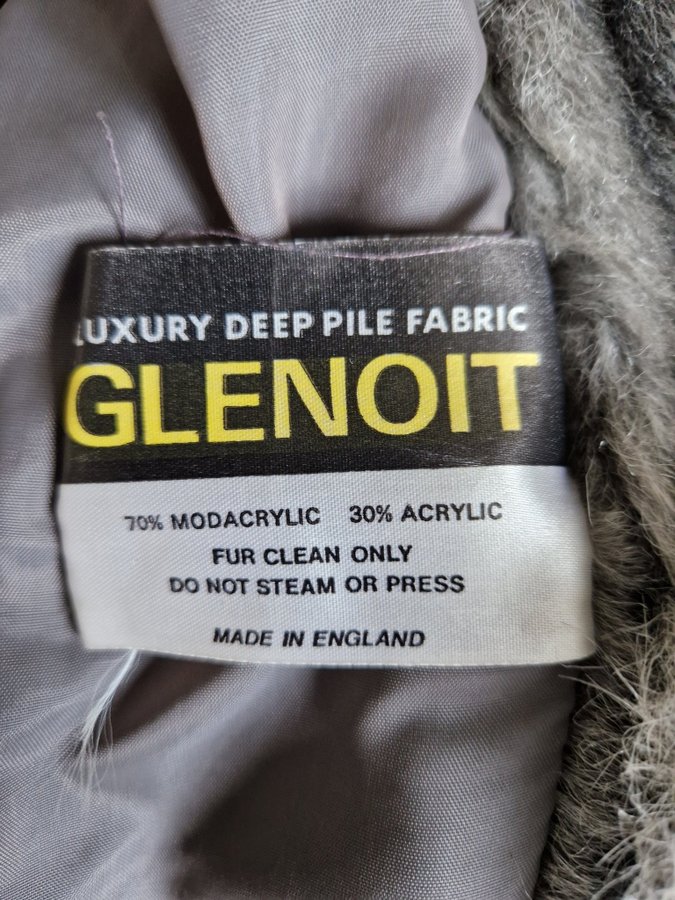 LUXURY DEEP PILE FABRIC
GLENOIT
70% MODACRYLIC 30% ACRYLIC
FUR CLEAN ONLY
DO NOT STEAM OR PRESS
MADE IN ENGLAND